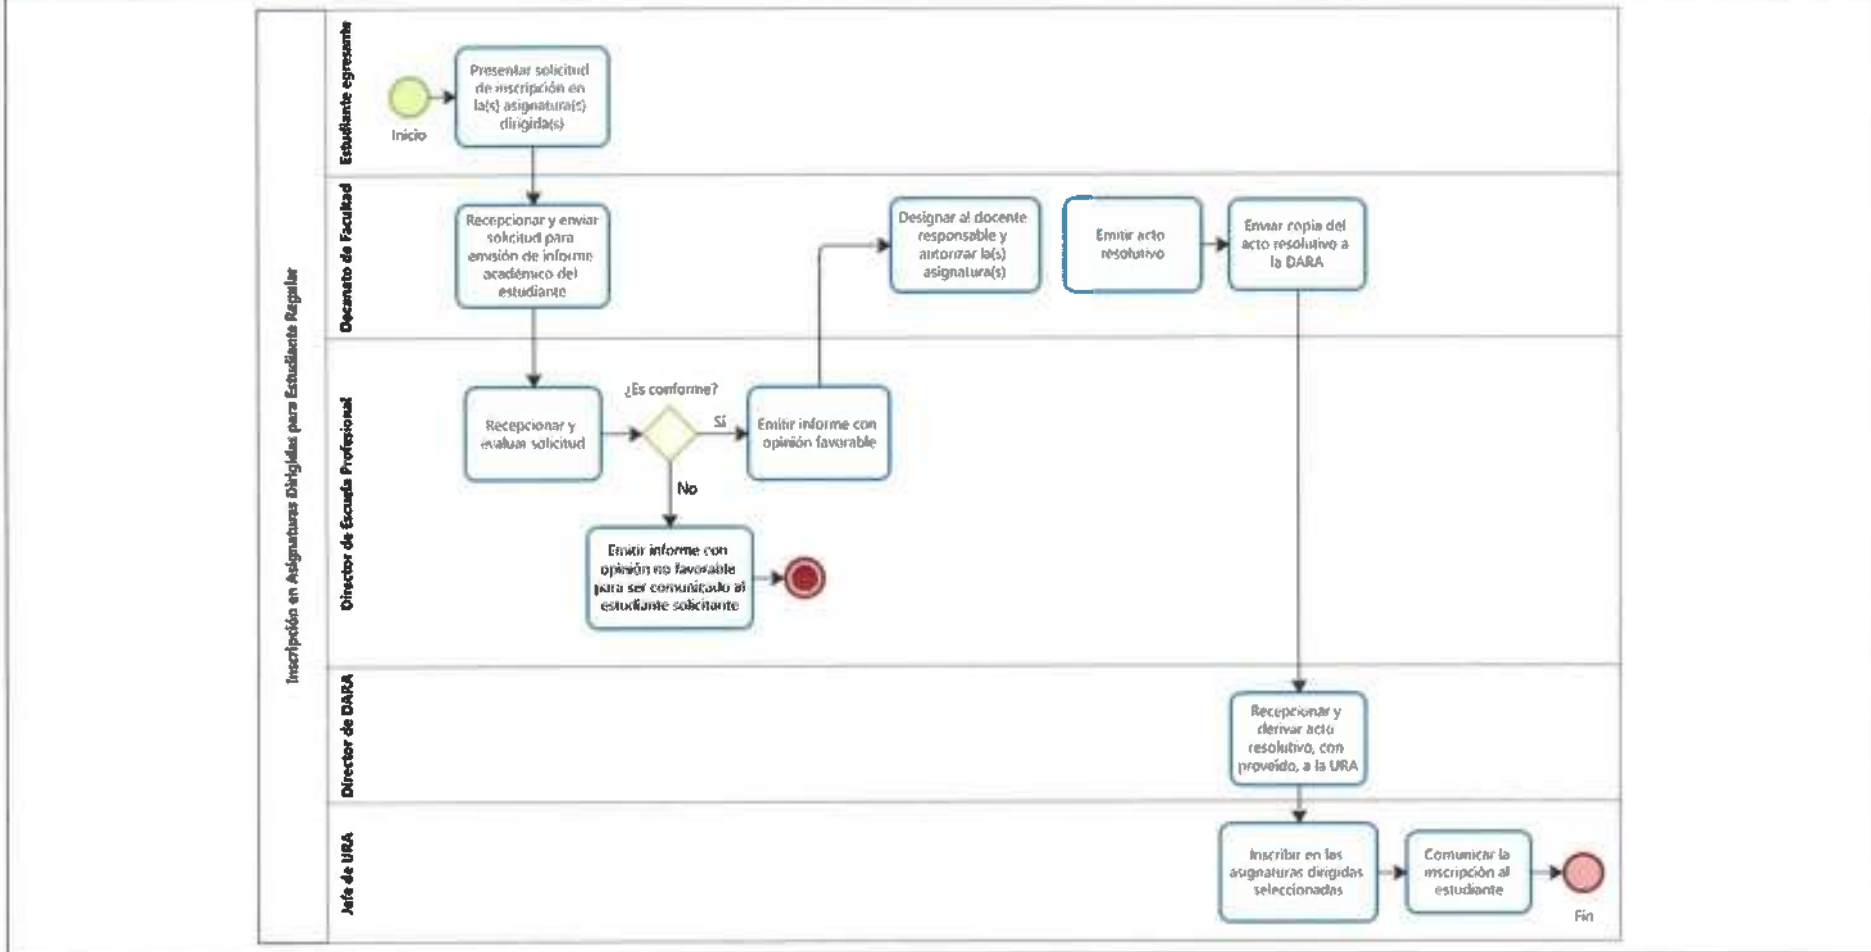 Inscripción en Asignaturas Dirigidas para Estudiante Regular
Estudiante egresante
Inicio
Presentar solicitud
de inscripción en
la(s) asignatura(s)
dirigida(s)
Decanato de Facultad
Recepcionar y enviar
solicitud para
emisión de informe
académico del
estudiante
Designar al docente
responsable y
autorizar la(s)
asignatura(s)
Emitir acto
resolutivo
Enviar copia del
acto resolutivo a
la DARA
Director de Escuela Profesional
Recepcionar y
evaluar solicitud
¿Es conforme?
Sí
No
Emitir informe con
opinión favorable
Emitir informe con
opinión no favorable
para ser comunicado al
estudiante solicitante
Director de DARA
Recepcionar y
derivar acto
resolutivo, con
proveído, a la URA
Jefe de URA
Inscribir en las
asignaturas dirigidas
seleccionadas
Comunicar la
inscripción al
estudiante
Fin